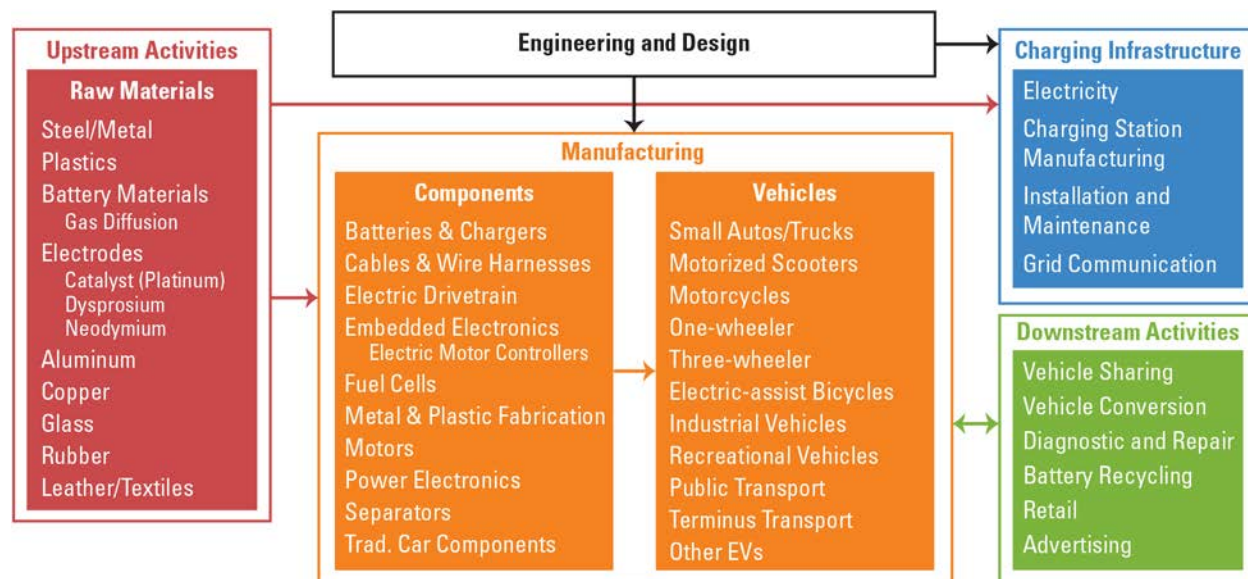 Engineering and Design
Upstream Activities
Raw Materials
Steel/Metal
Plastics
Battery Materials
Gas Diffusion
Electrodes
Catalyst (Platinum)
Dysprosium
Neodymium
Aluminum
Copper
Glass
Rubber
Leather/Textiles
Manufacturing
Components
Batteries & Chargers
Cables & Wire Harnesses
Electric Drivetrain
Embedded Electronics
Electric Motor Controllers
Fuel Cells
Metal & Plastic Fabrication
Motors
Power Electronics
Separators
Trad. Car Components
Vehicles
Small Autos/Trucks
Motorized Scooters
Motorcycles
One-wheeler
Three-wheeler
Electric-assist Bicycles
Industrial Vehicles
Recreational Vehicles
Public Transport
Terminus Transport
Other EVs
Charging Infrastructure
Electricity
Charging Station
Manufacturing
Installation and
Maintenance
Grid Communication
Downstream Activities
Vehicle Sharing
Vehicle Conversion
Diagnostic and Repair
Battery Recycling
Retail
Advertising